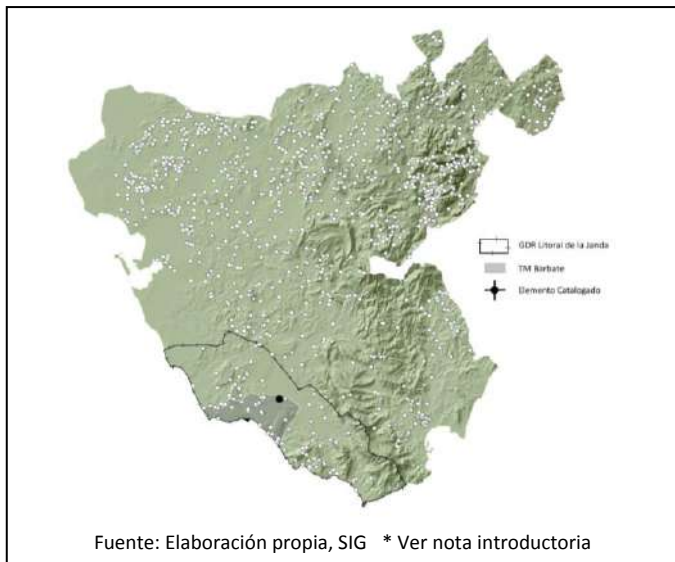 GDR Litoral de la Janda
TM Barbate
Elemento Catalogado
Fuente: Elaboración propia, SIG * Ver nota introductoria